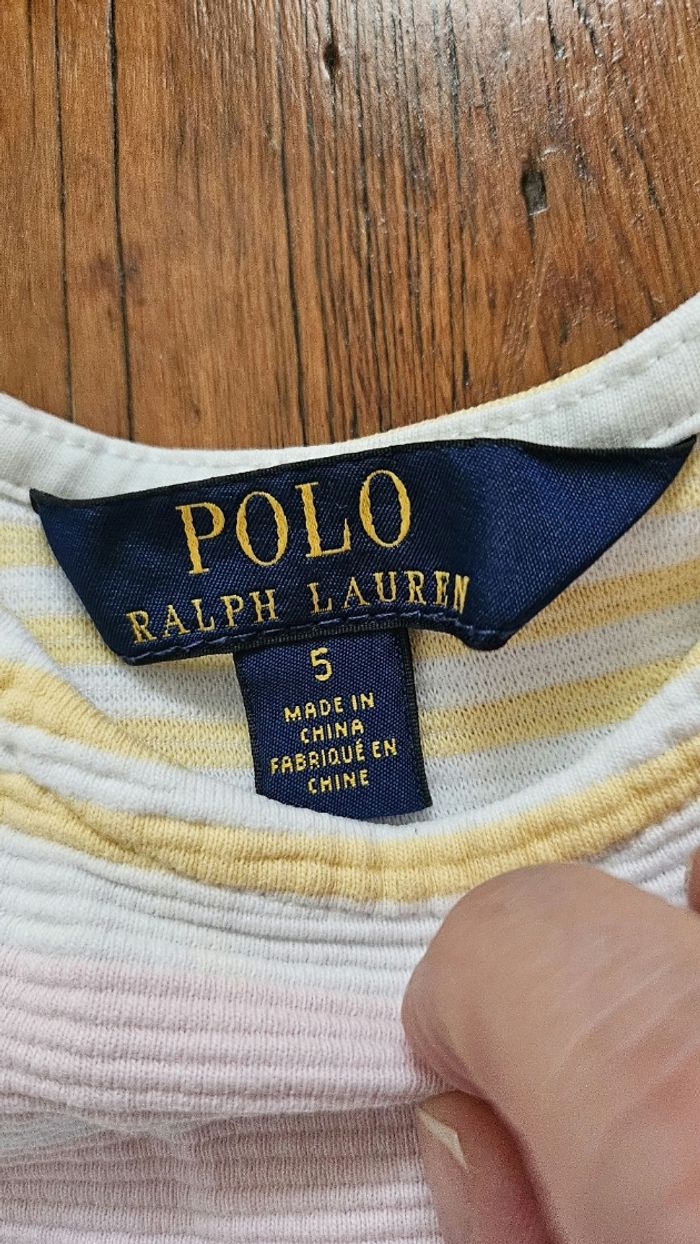 POLO
RALPH LAUREN
5
MADE IN
CHINA
FABRIQUÉ EN
CHINE